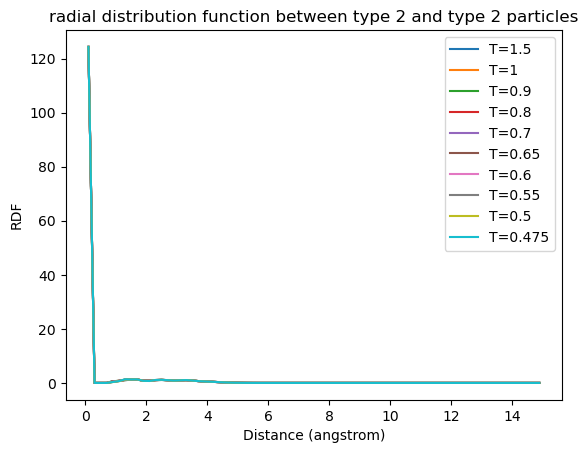 radial distribution function between type 2 and type 2 particles
RDF
120
100
80
60
40
20
0
0 2 4 6 8 10 12 14
Distance (angstrom)
T=1.5
T=1
T=0.9
T=0.8
T=0.7
T=0.65
T=0.6
T=0.55
T=0.5
T=0.475